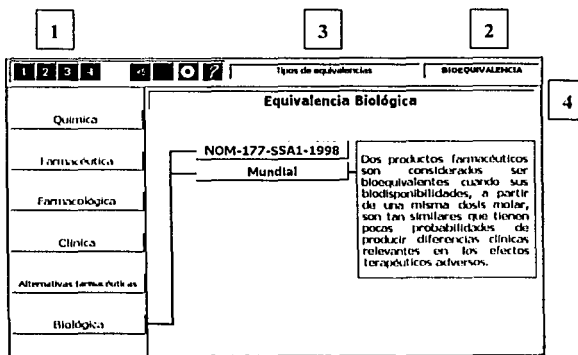 1
3
2
1 2 3 4 ? Tipos de equivalencias BIOEQUIVALENCIA
4
Equivalencia Biológica
Química
Farmacéutica
Farmacológica
Clínica
Alternativas farmacéuticas
Biológica
NOM-177-SSA1-1998
Mundial
Dos productos farmacéuticos
son considerados ser
bioequivalentes cuando sus
biodisponibilidades, a partir
de una misma dosis molar,
son tan similares que tienen
pocas probabilidades de
producir diferencias clínicas
relevantes en los efectos
terapéuticos adversos.